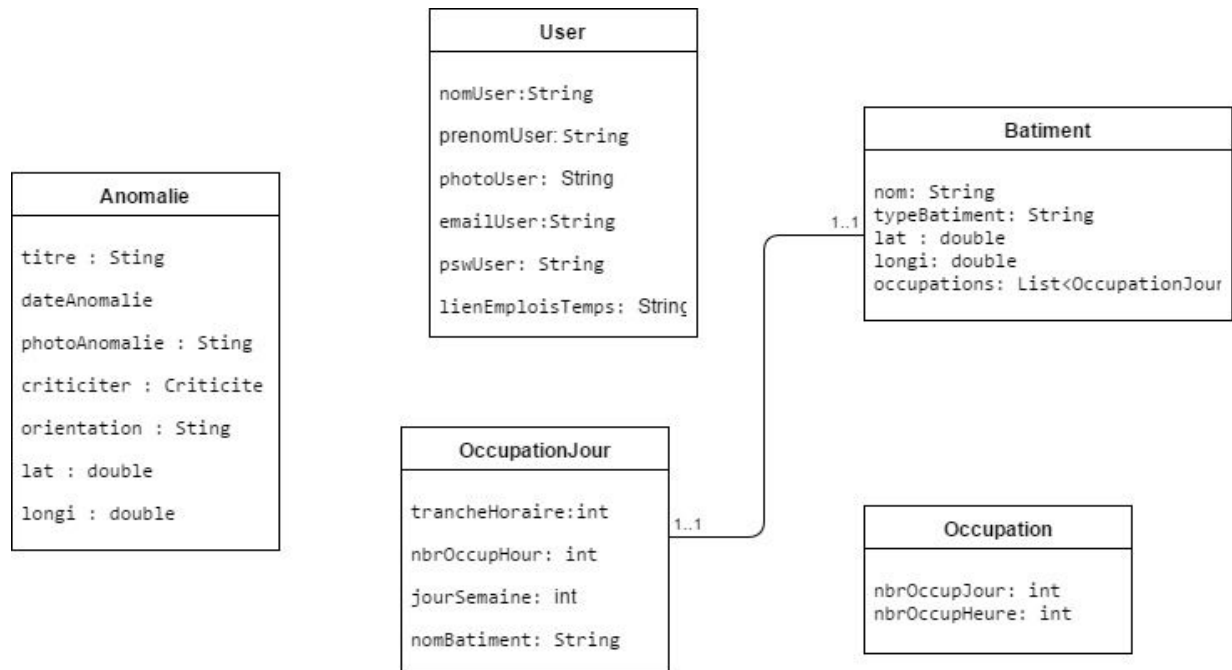 User
nomUser:String
prenomUser: String
photoUser: String
emailUser:String
pswUser: String
lienEmploisTemps: String
Batiment
nom: String
typeBatiment: String
lat : double
longi: double
occupations: List<OccupationJour
Anomalie
titre : Sting
dateAnomalie
photoAnomalie : Sting
criticiter : Criticite
orientation : Sting
lat : double
longi : double
1..1
OccupationJour
trancheHoraire:int
nbrOccupHour: int
jourSemaine: int
nomBatiment: String
1..1
Occupation
nbrOccupJour: int
nbrOccupHeure: int